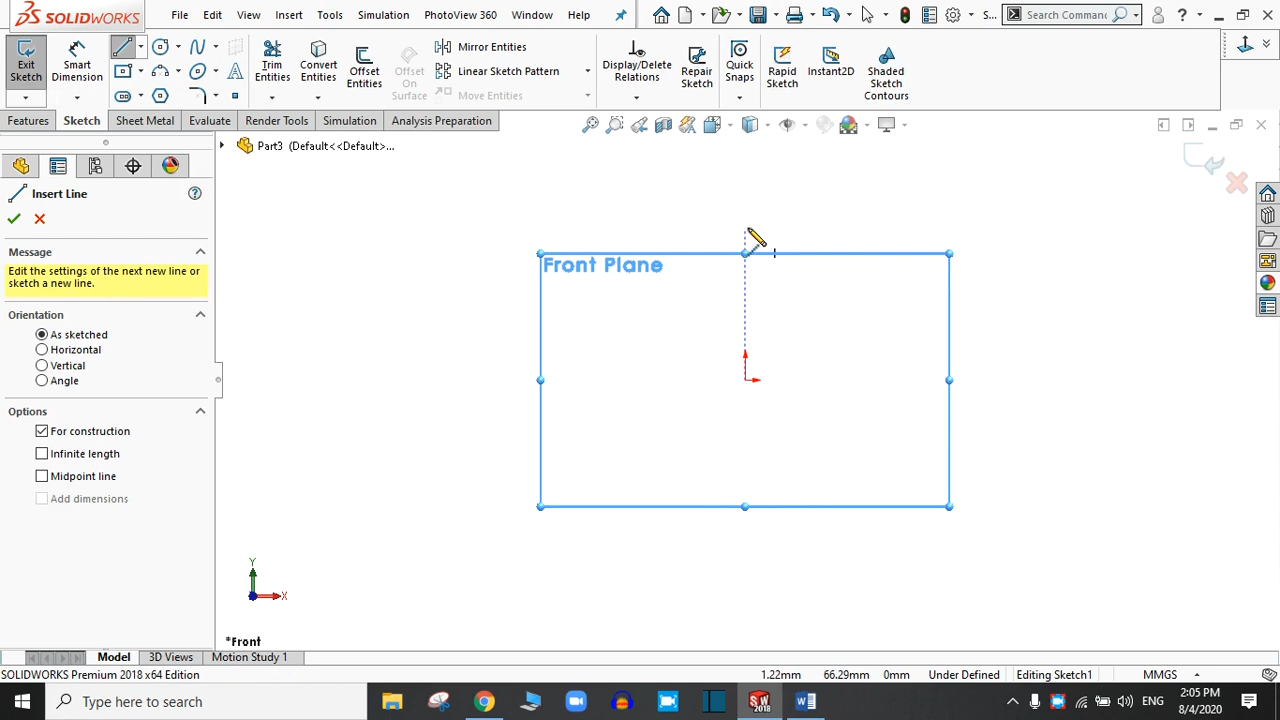 SOLIDWORKS File Edit View Insert Tools Simulation PhotoView 360 Window Help S... Search Comman
Exit Sketch
Smart Dimension
Trim Entities
Convert Entities
Offset Entities
Offset On Surface
Mirror Entities
Linear Sketch Pattern
Move Entities
Display/Delete Relations
Repair Sketch
Quick Snaps
Rapid Sketch
Instant2D
Shaded Sketch Contours
Features Sketch Sheet Metal Evaluate Render Tools Simulation Analysis Preparation
Part3 (Default<<Default>...
Insert Line
Message
Edit the settings of the next new line or
sketch a new line.
Orientation
As sketched
Horizontal
Vertical
Angle
Options
For construction
Infinite length
Midpoint line
Add dimensions
Front Plane
Y
X
*Front
Model 3D Views Motion Study 1
SOLIDWORKS Premium 2018 x64 Edition 1.22mm 66.29mm 0mm Under Defined Editing Sketch1 MMGS
Type here to search
SW 2018
ENG
2:05 PM
8/4/2020